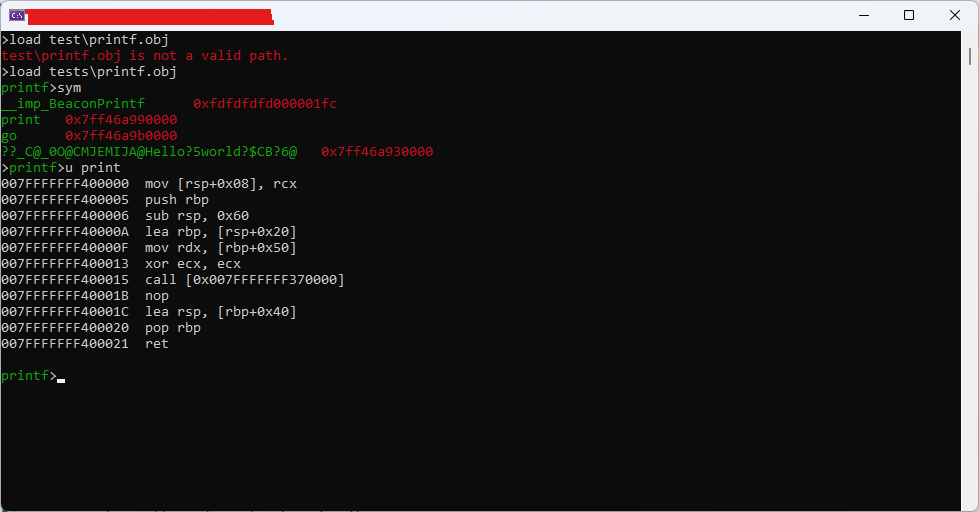 C:\
>load test\printf.obj
test\printf.obj is not a valid path.
>load tests\printf.obj
printf>sym
__imp_BeaconPrintf      0xfdfdfdfd000001fc
print   0x7ff46a990000
go      0x7ff46a9b0000
??_C@_0O@CMJEMIJA@Hello?5world?$CB?6@   0x7ff46a930000
>printf>u print
007FFFFFFF400000  mov [rsp+0x08], rcx
007FFFFFFF400005  push rbp
007FFFFFFF400006  sub rsp, 0x60
007FFFFFFF40000A  lea rbp, [rsp+0x20]
007FFFFFFF40000F  mov rdx, [rbp+0x50]
007FFFFFFF400013  xor ecx, ecx
007FFFFFFF400015  call [0x007FFFFFFF370000]
007FFFFFFF40001B  nop
007FFFFFFF40001C  lea rsp, [rbp+0x40]
007FFFFFFF400020  pop rbp
007FFFFFFF400021  ret
printf>